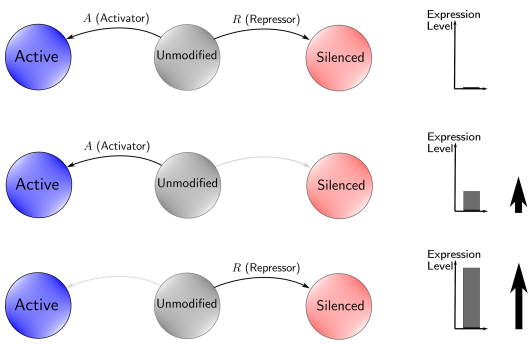 A (Activator)
R (Repressor)
Active
Unmodified
Silenced
Expression
Level
A (Activator)
Active
Unmodified
Silenced
Expression
Level
R (Repressor)
Active
Unmodified
Silenced
Expression
Level